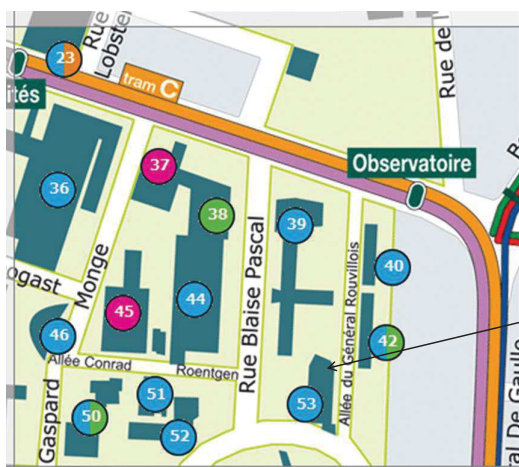 Rue
Lobste
23
ités
tram C
Rue de l
Observatoire
37
36
38
39
Rue Blaise Pascal
Allée du Général Rouvillois
40
ogast
Monge
44
45
46
42
Allée Conrad
Roentgen
Gaspard
50
51
52
53
al De Gaulle